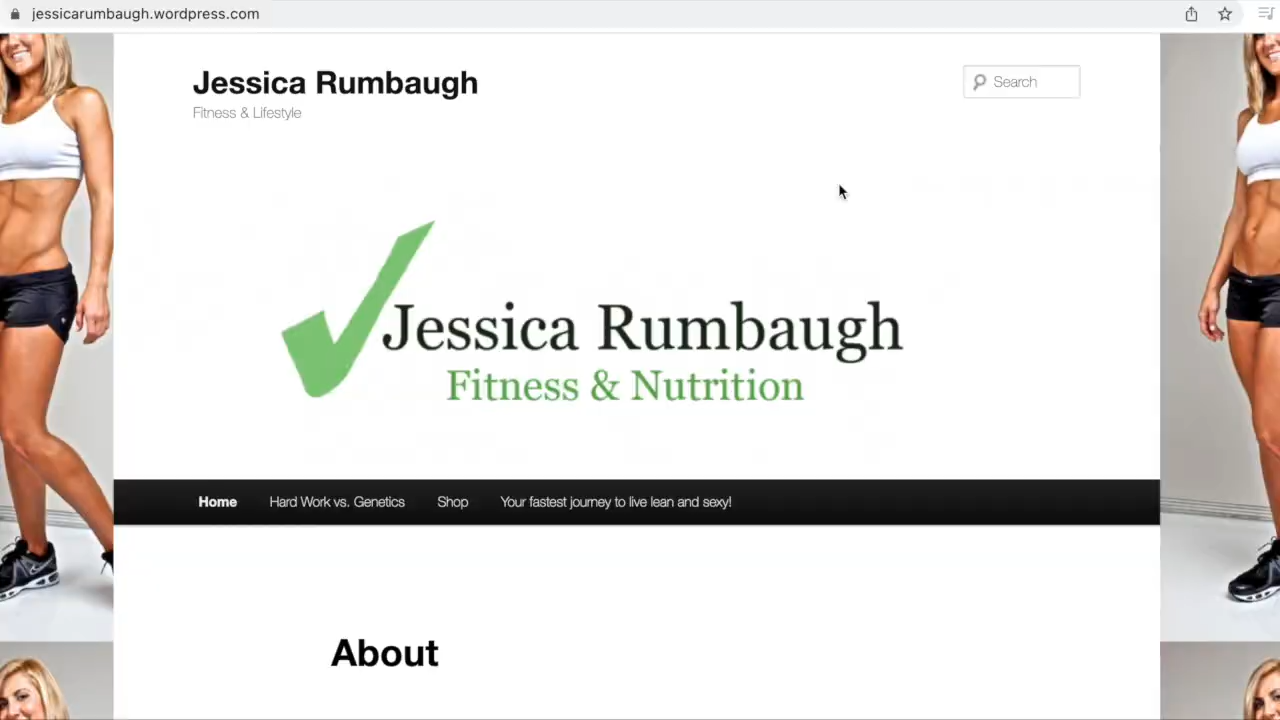 jessicarumbaugh.wordpress.com
Jessica Rumbaugh
Search
Fitness & Lifestyle
Jessica Rumbaugh
Fitness & Nutrition
Home Hard Work vs. Genetics Shop Your fastest journey to live lean and sexy!
About